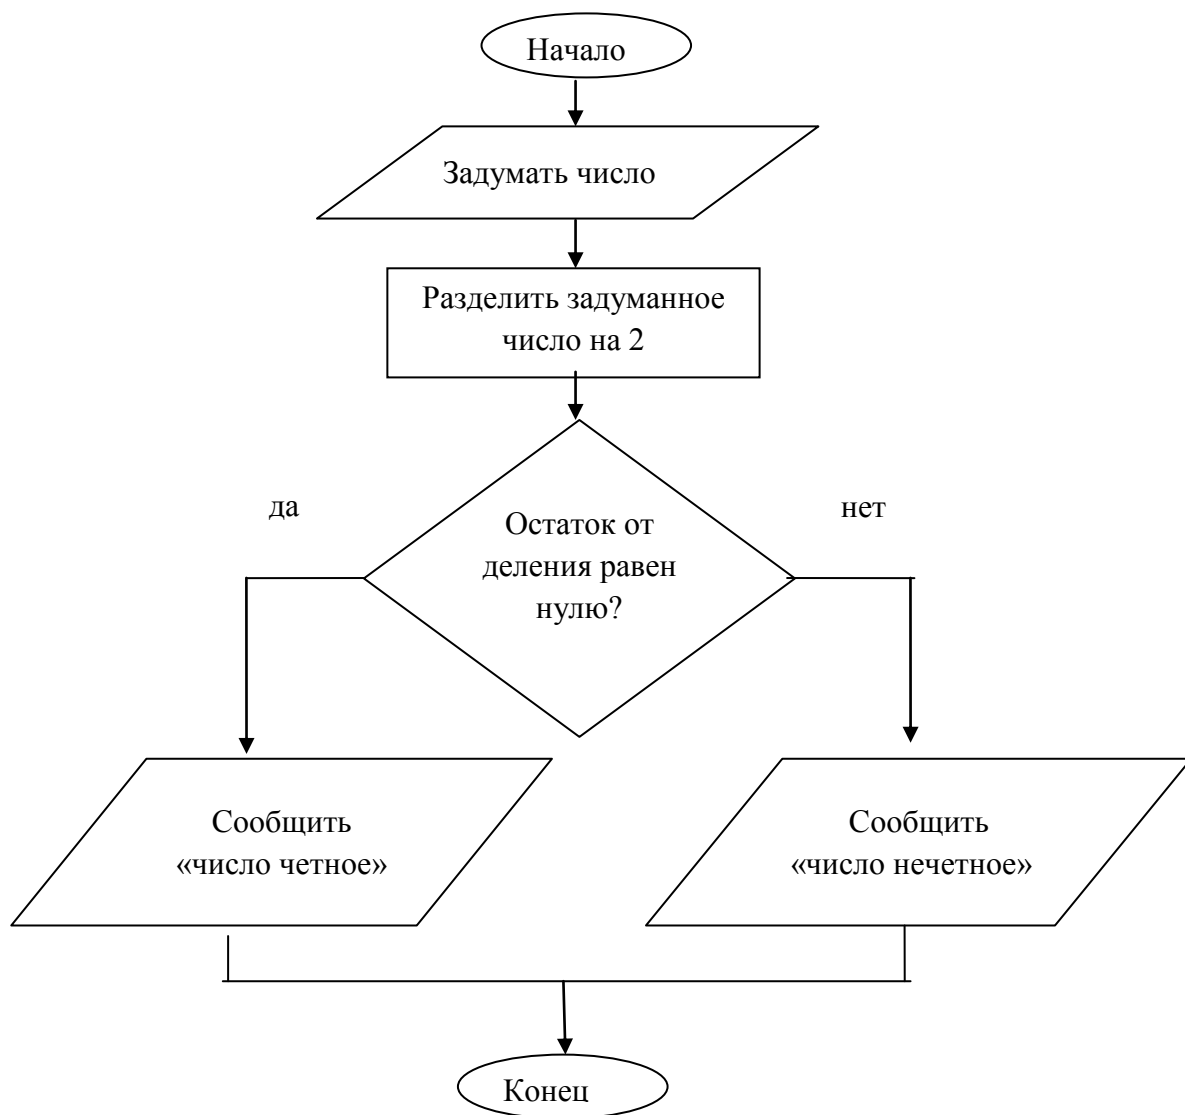 Начало
Задумать число
Разделить задуманное
число на 2
да
нет
Остаток от
деления равен
нулю?
Сообщить
«число четное»
Сообщить
«число нечетное»
Конец